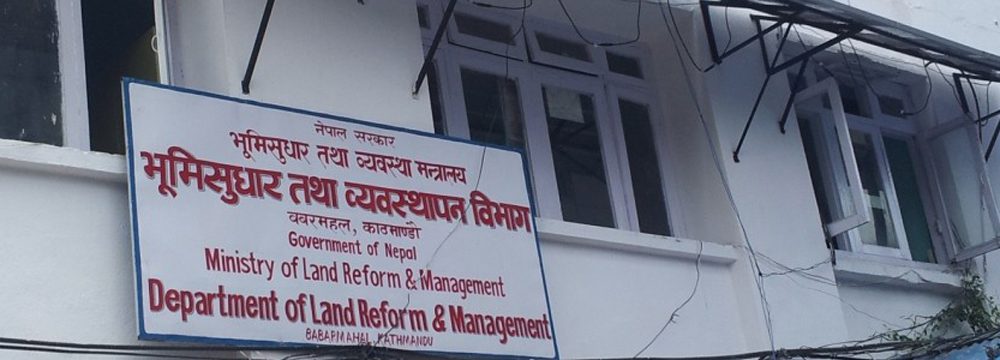 नेपाल सरकार
भूमिसुधार तथा व्यवस्था मन्त्रालय
भूमिसुधार तथा व्यवस्थापन विभाग
बबरमहल, काठमाण्डौ
Government of Nepal
Ministry of Land Reform & Management
Department of Land Reform & Management
BABARMAHAL, KATHMANDU